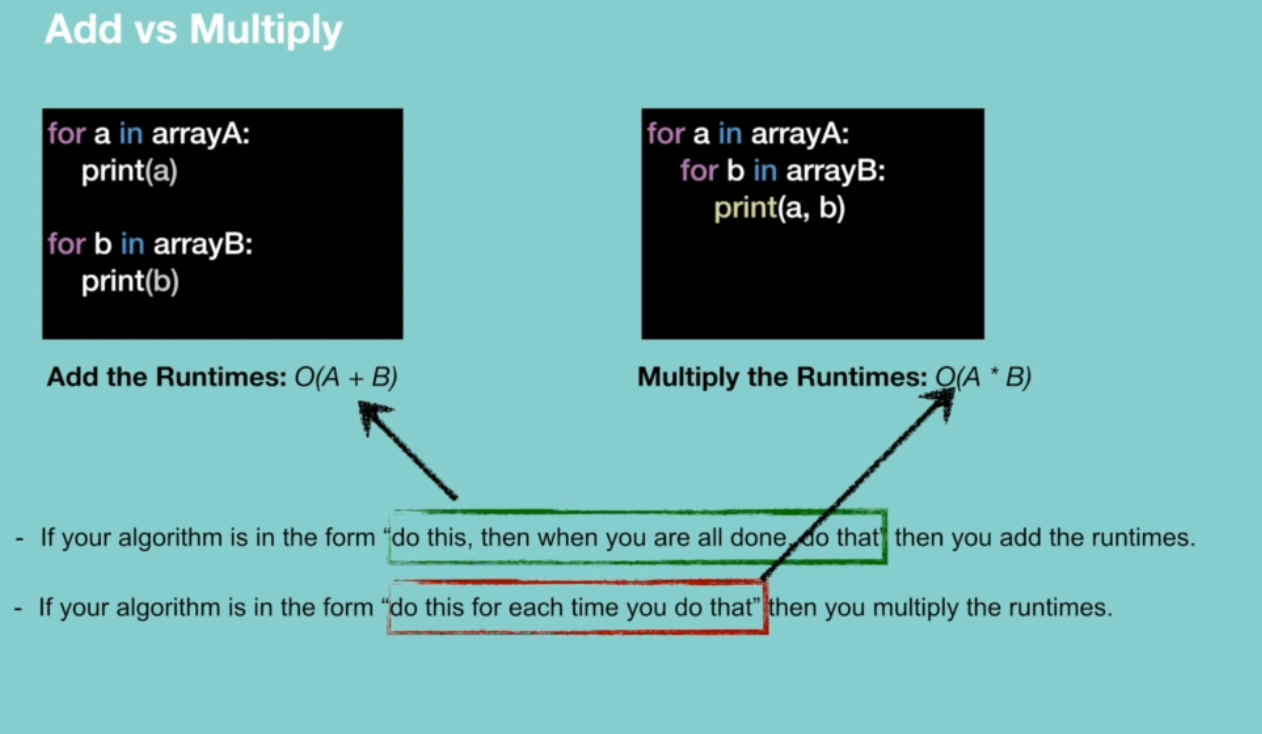 Add vs Multiply
for a in arrayA:
print(a)
for b in arrayB:
print(b)
for a in arrayA:
for b in arrayB:
print(a, b)
Add the Runtimes: O(A + B)
Multiply the Runtimes: O(A * B)
- If your algorithm is in the form “do this, then when you are all done, do that” then you add the runtimes.
- If your algorithm is in the form “do this for each time you do that” then you multiply the runtimes.